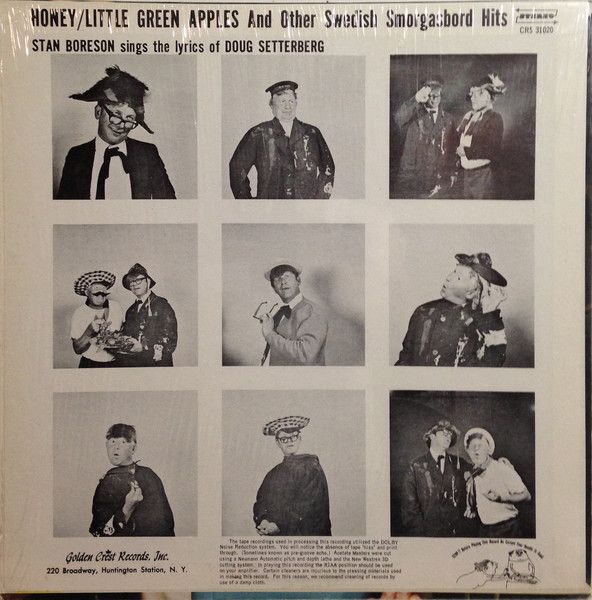 HONEY/LITTLE GREEN APPLES And Other Swedish Smorgasbord Hits
STEREO
CRS 31020
STAN BORESON sings the lyrics of DOUG SETTERBERG
Golden Crest Records, Inc.
220 Broadway, Huntington Station, N. Y.
The tape recordings used in processing this recording utilized the DOLBY
Noise Reduction system. You will notice the absence of tape "hiss" and print
through. (Sometimes known as pre-groove echo.) Acetate Masters were cut
using a Neumann Automatic pitch and depth Lathe and the new Westrex 3D
cutting system. In playing this recording the RIAA position should be used
on your amplifier. Certain cleaners are injurious to the pressing materials used
in making this record. For this reason, we recommend cleaning of records by
use of a damp cloth.